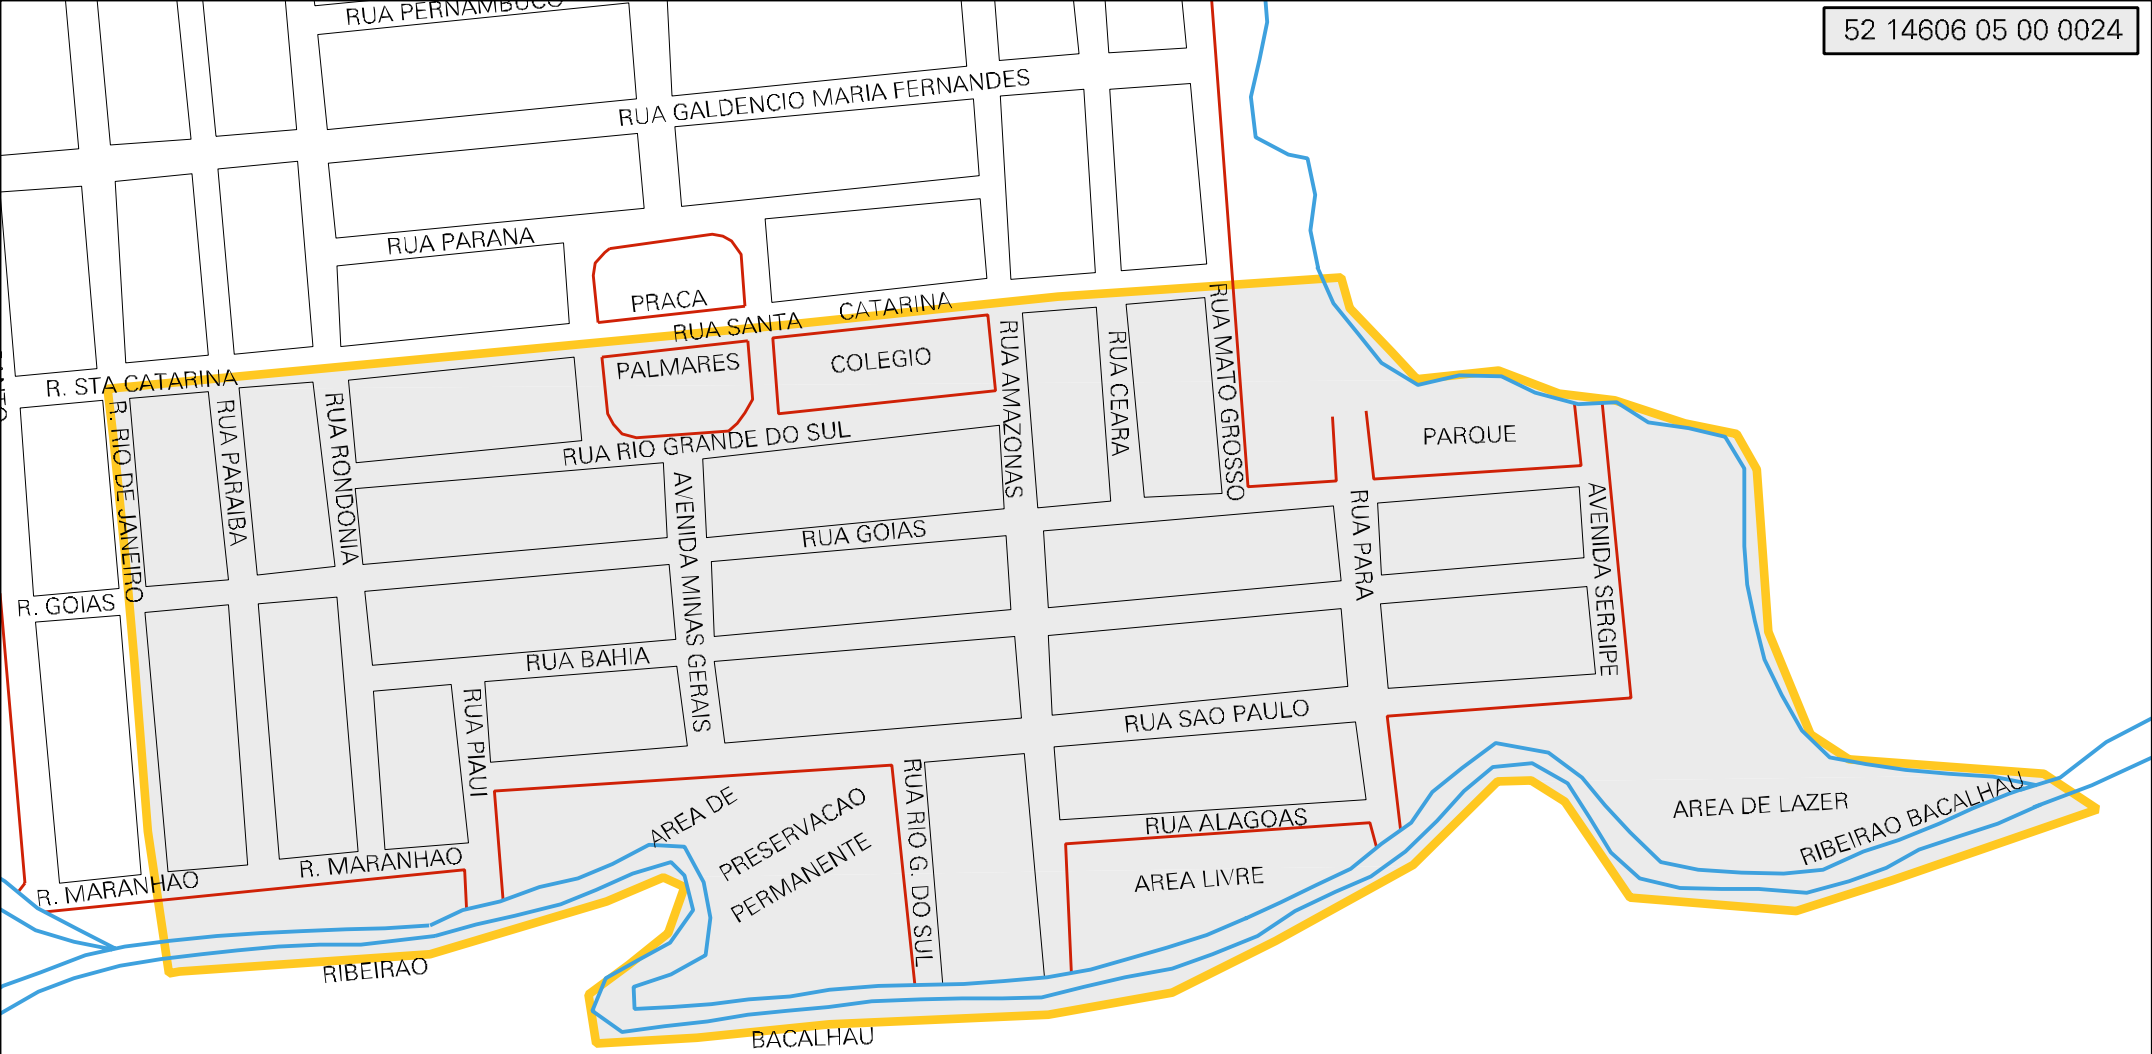 RUA PERNAMBUCO
52 14606 05 00 0024
RUA GALDENCIO MARIA FERNANDES
RUA PARANA
PRACA
RUA SANTA CATARINA
PALMARES
COLEGIO
R. STA CATARINA
R. RIO DE JANEIRO
RUA PARAIBA
RUA RONDONIA
RUA RIO GRANDE DO SUL
RUA AMAZONAS
RUA CEARA
RUA MATO GROSSO
PARQUE
AVENIDA MINAS GERAIS
RUA GOIAS
RUA PARA
AVENIDA SERGIPE
R. GOIAS
RUA BAHIA
RUA PIAUI
RUA SAO PAULO
RUA RIO G. DO SUL
AREA DE
PRESERVACAO
PERMANENTE
RUA ALAGOAS
AREA LIVRE
AREA DE LAZER
RIBEIRAO BACALHAU
R. MARANHAO
R. MARANHAO
RIBEIRAO
BACALHAU